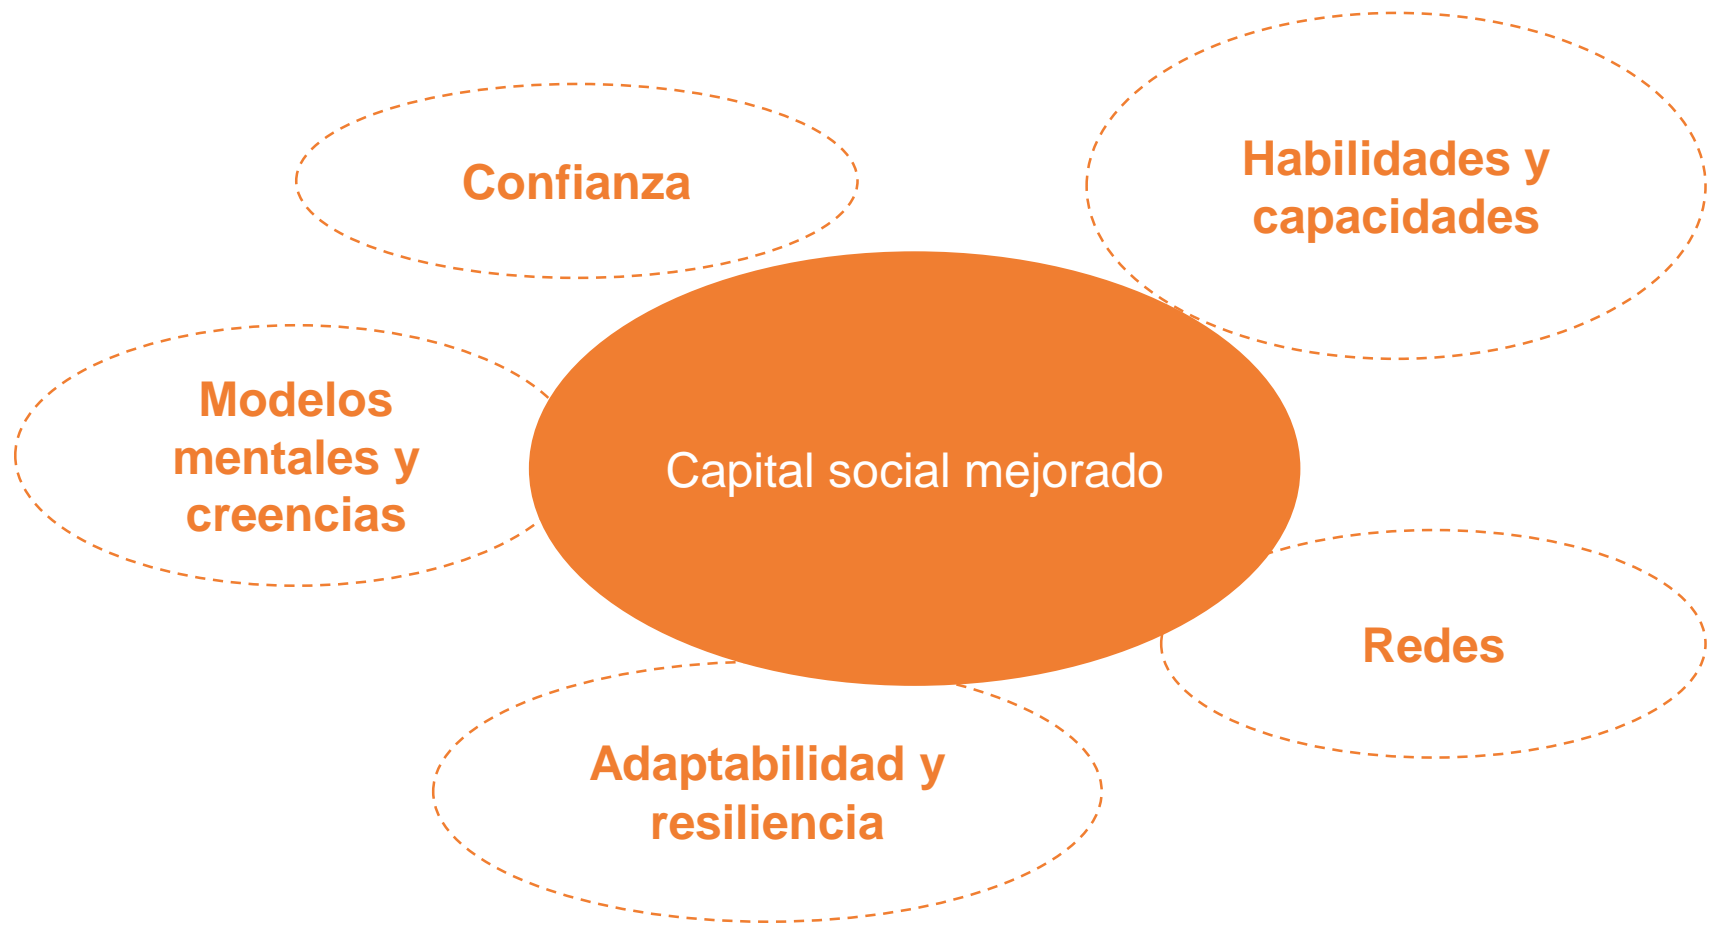 Confianza
Habilidades y
capacidades
Modelos
mentales y
creencias
Capital social mejorado
Redes
Adaptabilidad y
resiliencia